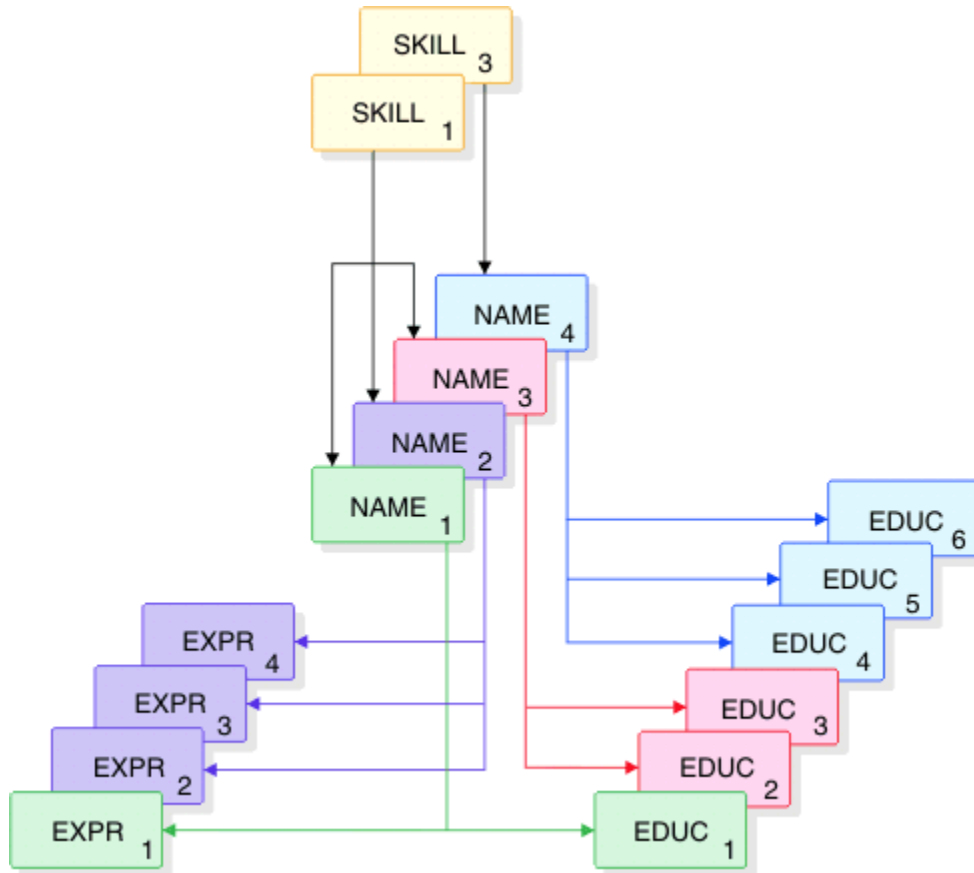 SKILL 3
SKILL 1
NAME 4
NAME 3
NAME 2
NAME 1
EDUC 6
EDUC 5
EDUC 4
EDUC 3
EDUC 2
EDUC 1
EXPR 4
EXPR 3
EXPR 2
EXPR 1